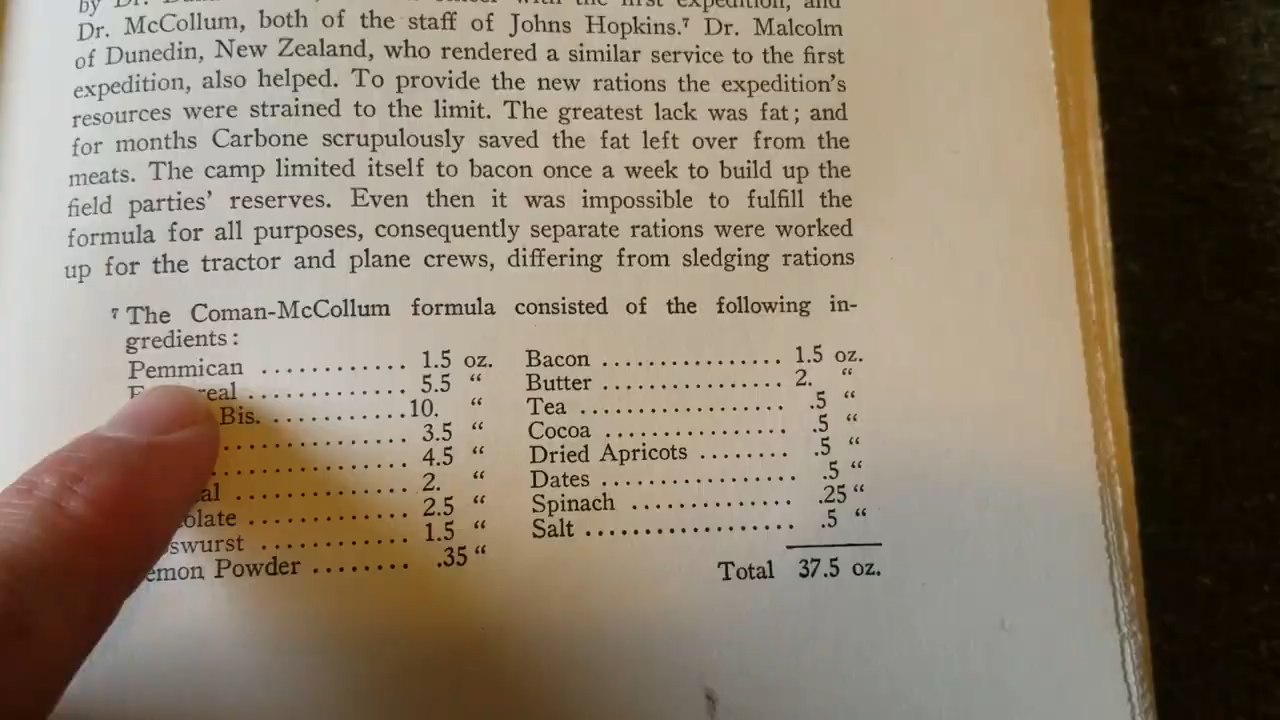 by Dr. with the first expedition, and
Dr. McCollum, both of the staff of Johns Hopkins.⁷ Dr. Malcolm
of Dunedin, New Zealand, who rendered a similar service to the first
expedition, also helped. To provide the new rations the expedition's
resources were strained to the limit. The greatest lack was fat; and
for months Carbone scrupulously saved the fat left over from the
meats. The camp limited itself to bacon once a week to build up the
field parties' reserves. Even then it was impossible to fulfill the
formula for all purposes, consequently separate rations were worked
up for the tractor and plane crews, differing from sledging rations
⁷ The Coman-McCollum formula consisted of the following in-
gredients:
Pemmican ............ 1.5 oz.
5.5 "
Bis. ............10. "
3.5 "
4.5 "
2. "
2.5 "
1.5 "
Powder ........ .35 "
Bacon ............... 1.5 oz.
Butter ............... 2. "
Tea .................. .5 "
Cocoa ................ .5 "
Dried Apricots ........ .5 "
Dates ................. .5 "
Spinach .............. .25 "
Salt .................. .5 "
Total 37.5 oz.